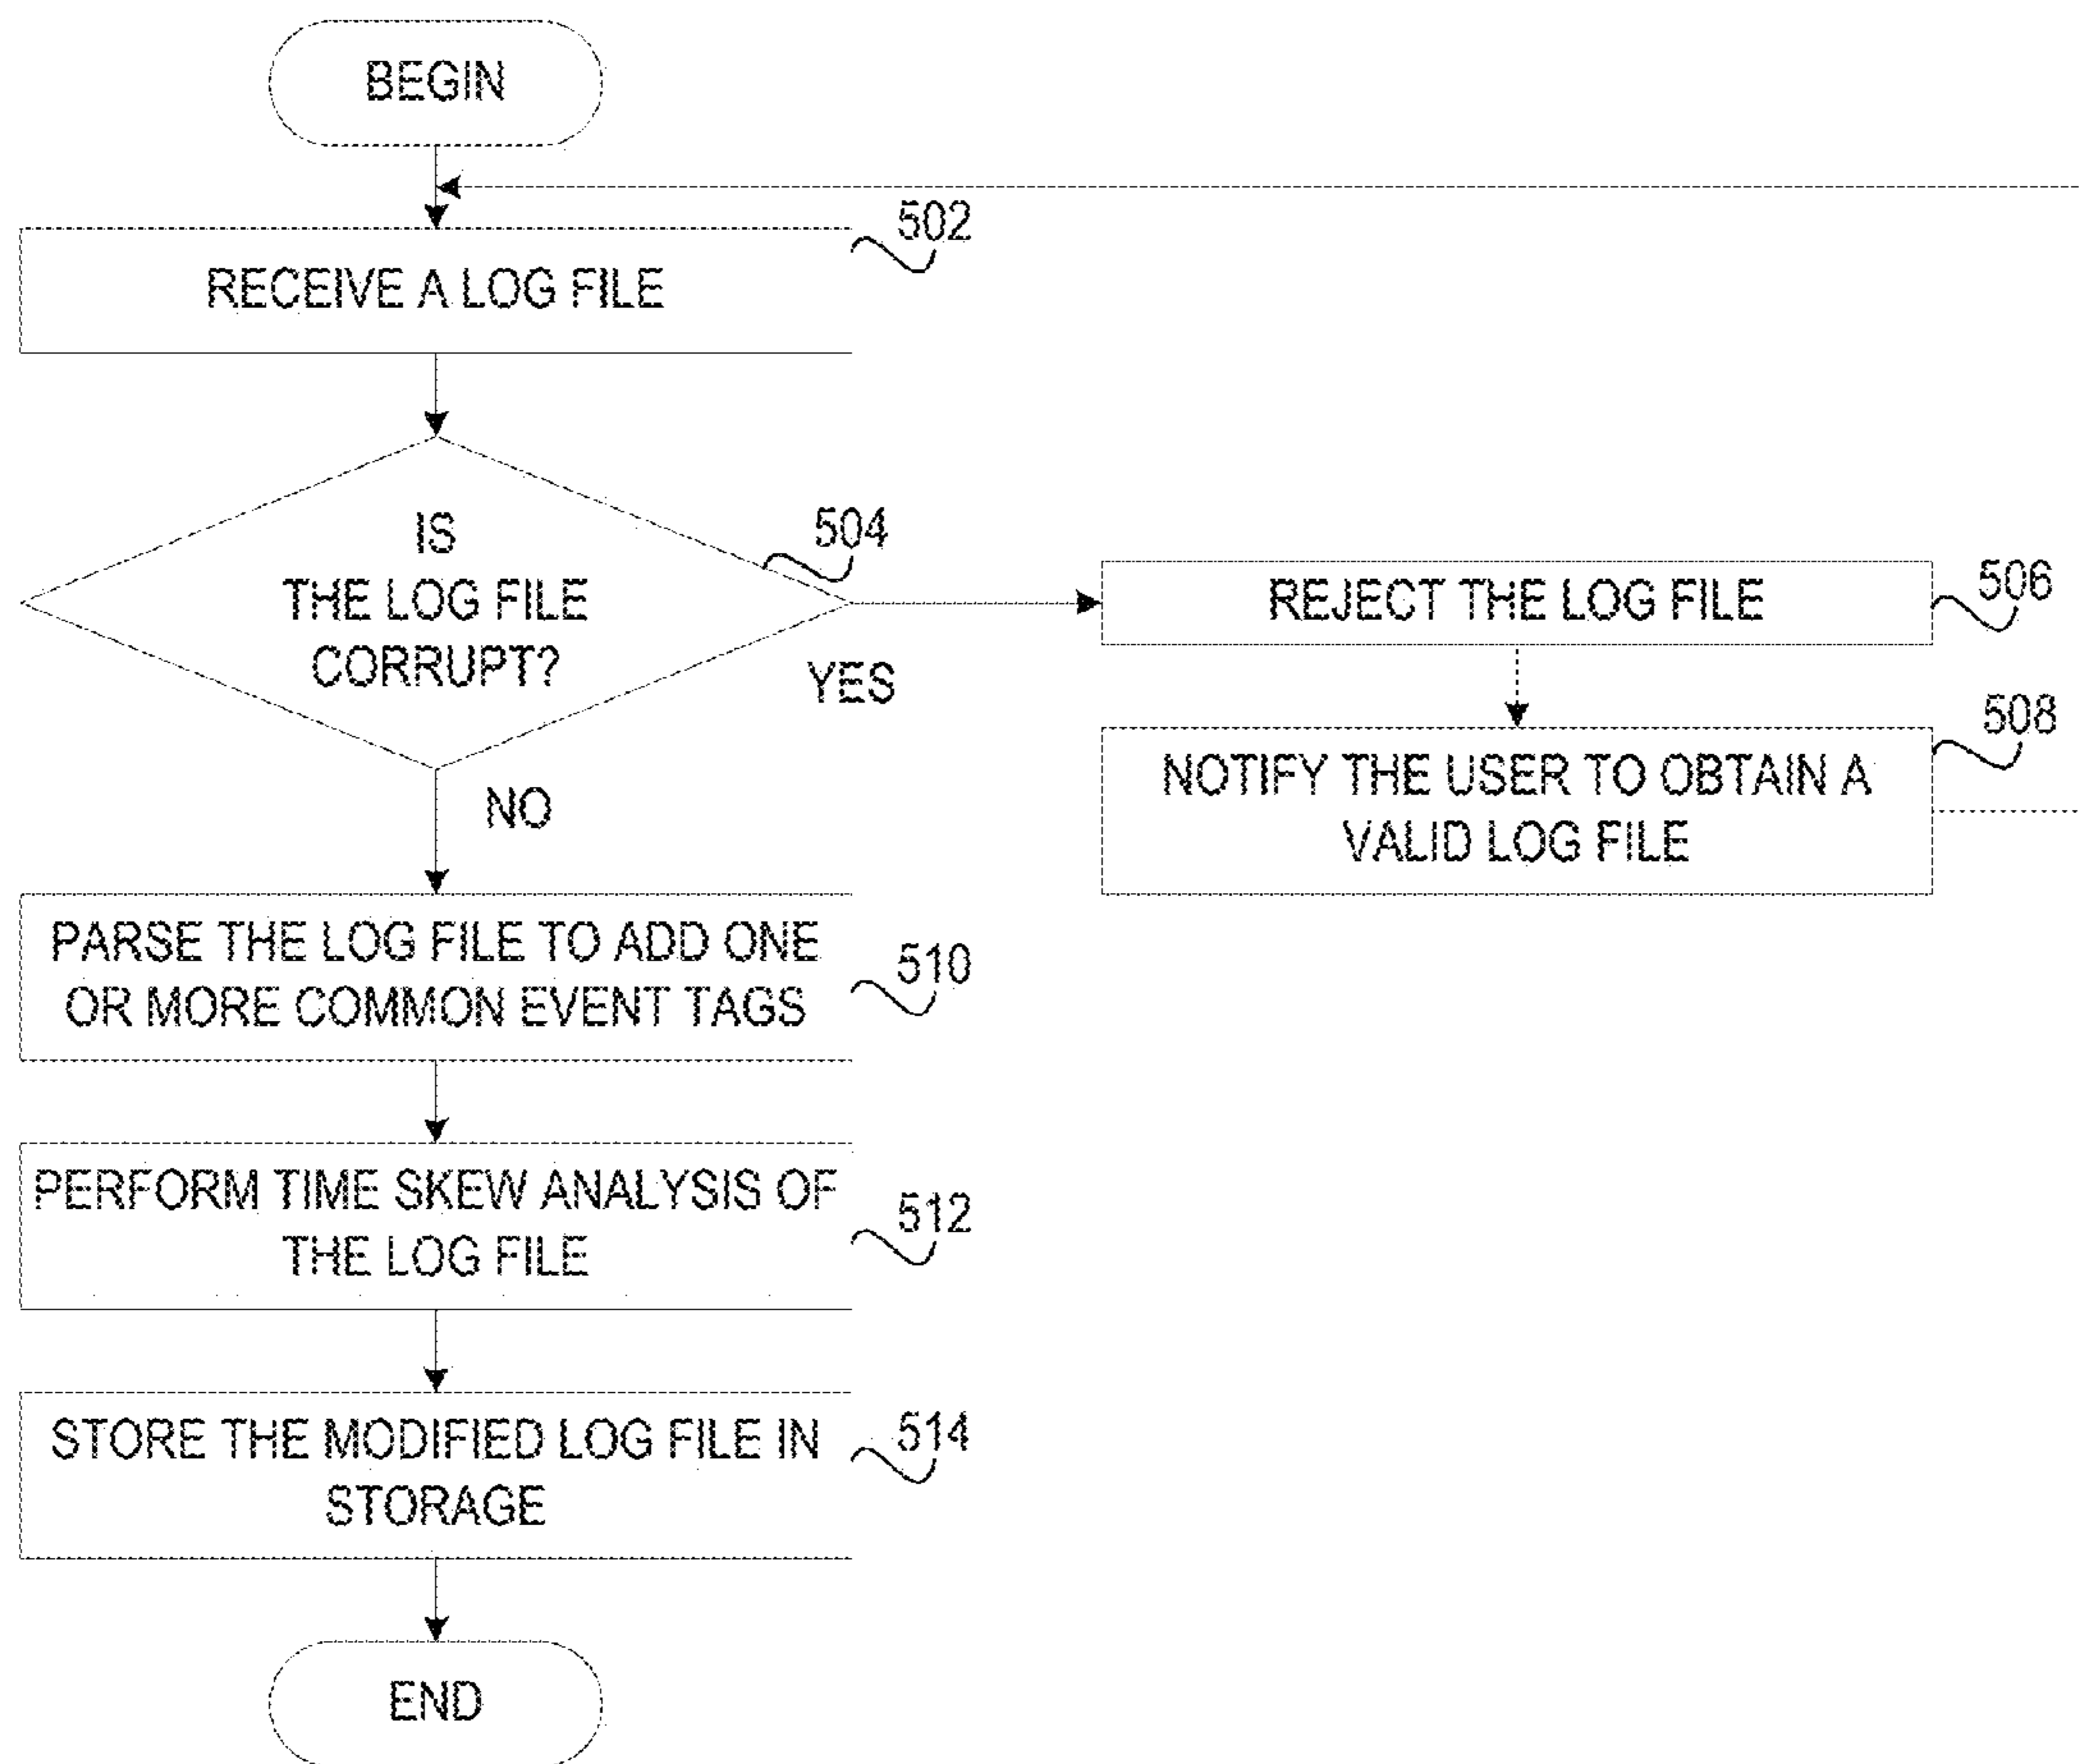 BEGIN
502
RECEIVE A LOG FILE
504
IS
THE LOG FILE
CORRUPT?
YES
506
REJECT THE LOG FILE
508
NOTIFY THE USER TO OBTAIN A
VALID LOG FILE
NO
510
PARSE THE LOG FILE TO ADD ONE
OR MORE COMMON EVENT TAGS
512
PERFORM TIME SKEW ANALYSIS OF
THE LOG FILE
514
STORE THE MODIFIED LOG FILE IN
STORAGE
END